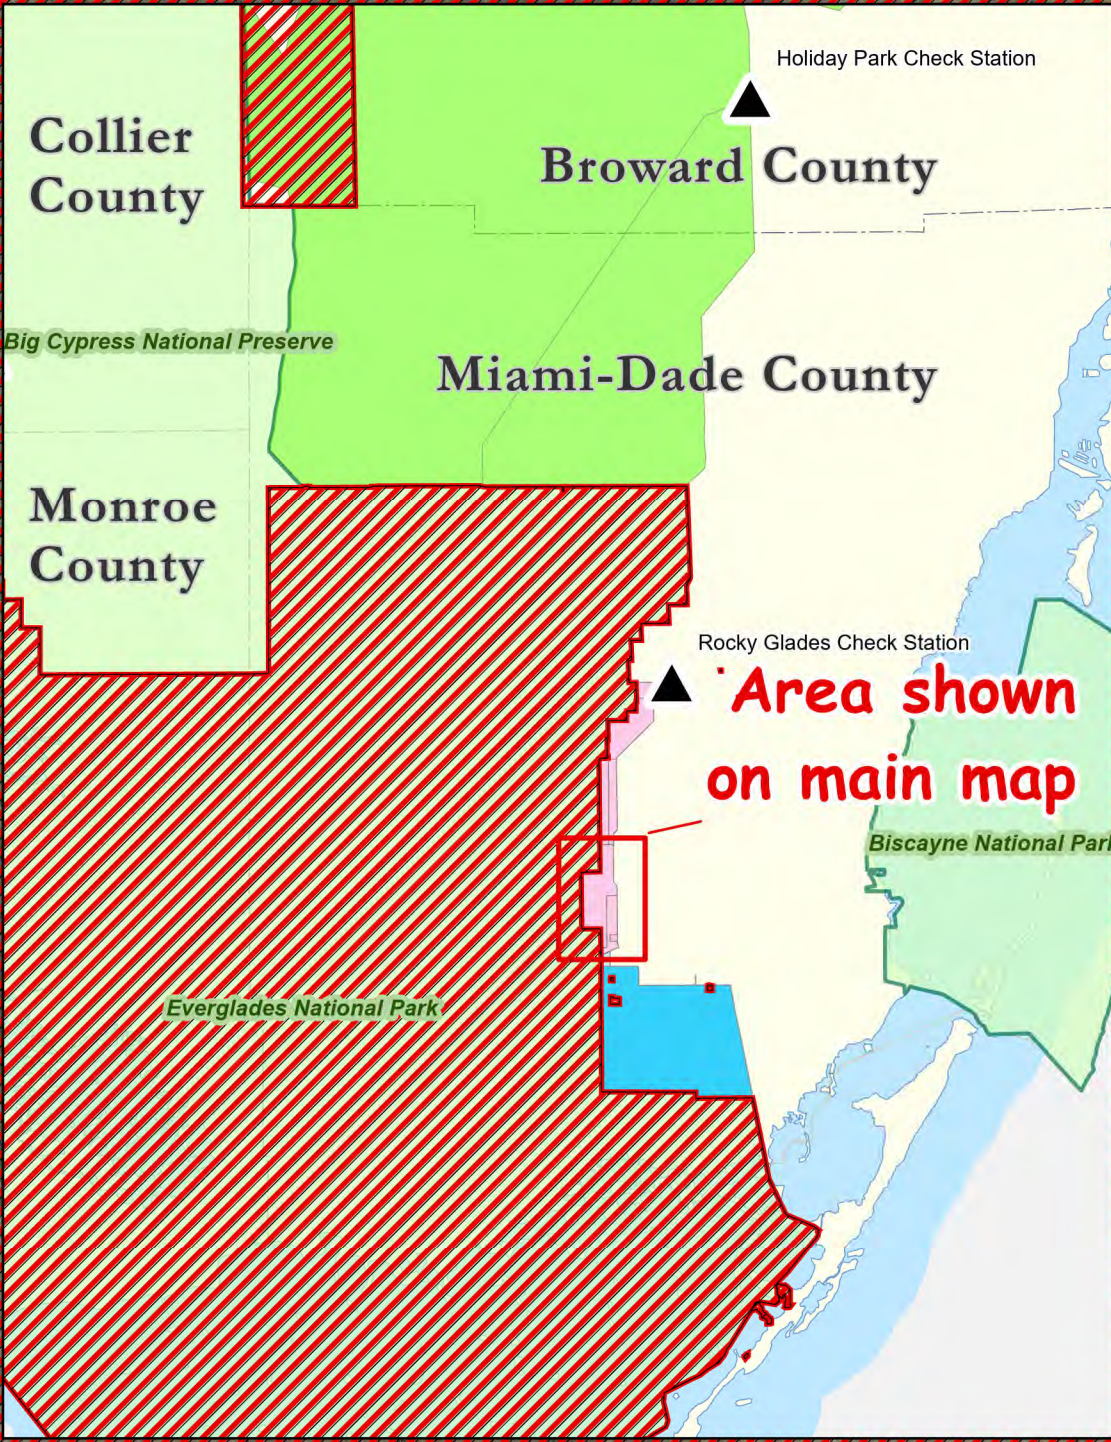 Holiday Park Check Station
Collier
County
Broward County
Big Cypress National Preserve
Miami-Dade County
Monroe
County
Rocky Glades Check Station
Area shown
on main map
Biscayne National Park
Everglades National Park